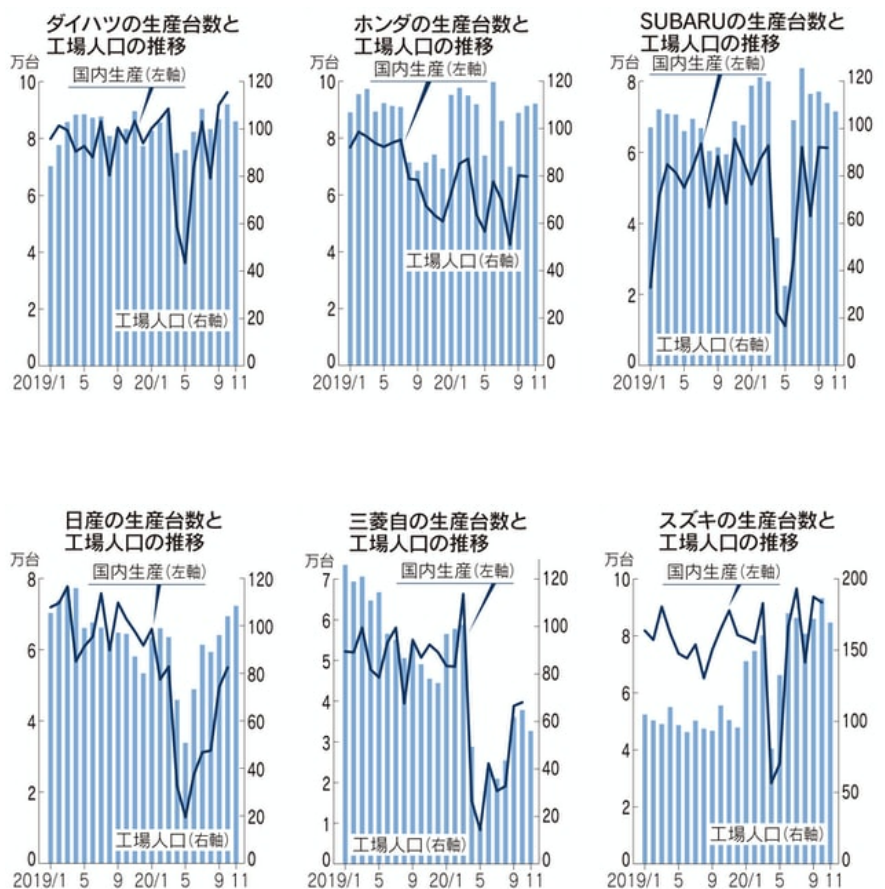 ダイハツの生産台数と
工場人口の推移
万台
国内生産(左軸)
10
8
6
4
2
0
120
100
80
60
40
20
0
工場人口(右軸)
2019/1 5 9 20/1 5 9 11
ホンダの生産台数と
工場人口の推移
万台
国内生産(左軸)
10
8
6
4
2
0
120
100
80
60
40
20
0
工場人口(右軸)
2019/1 5 9 20/1 5 9 11
SUBARUの生産台数と
工場人口の推移
万台
国内生産(左軸)
8
6
4
2
0
120
100
80
60
40
20
0
工場人口(右軸)
2019/1 5 9 20/1 5 9 11
日産の生産台数と
工場人口の推移
万台
国内生産(左軸)
8
6
4
2
0
120
100
80
60
40
20
0
工場人口(右軸)
2019/1 5 9 20/1 5 9 11
三菱自の生産台数と
工場人口の推移
万台
国内生産(左軸)
7
6
5
4
3
2
1
0
120
100
80
60
40
20
0
工場人口(右軸)
2019/1 5 9 20/1 5 9 11
スズキの生産台数と
工場人口の推移
万台
国内生産(左軸)
10
8
6
4
2
0
200
150
100
50
0
工場人口(右軸)
2019/1 5 9 20/1 5 9 11